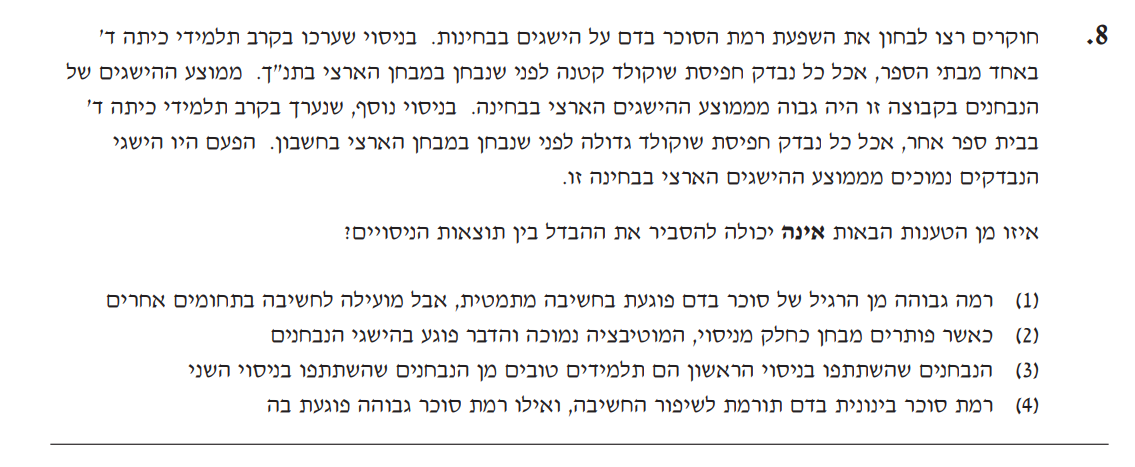 8. חוקרים רצו לבחון את השפעת רמת הסוכר בדם על הישגים בבחינות. בניסוי שערכו בקרב תלמידי כיתה ד'
באחד מבתי הספר, אכל כל נבדק חפיסת שוקולד קטנה לפני שנבחן במבחן הארצי בתנ"ך. ממוצע ההישגים של
הנבחנים בקבוצה זו היה גבוה מממוצע ההישגים הארצי בבחינה. בניסוי נוסף, שנערך בקרב תלמידי כיתה ד'
בבית ספר אחר, אכל כל נבדק חפיסת שוקולד גדולה לפני שנבחן במבחן הארצי בחשבון. הפעם היו הישגי
הנבדקים נמוכים מממוצע ההישגים הארצי בבחינה זו.
איזו מן הטענות הבאות אינה יכולה להסביר את ההבדל בין תוצאות הניסויים?
(1) רמה גבוהה מן הרגיל של סוכר בדם פוגעת בחשיבה מתמטית, אבל מועילה לחשיבה בתחומים אחרים
(2) כאשר פותרים מבחן כחלק מניסוי, המוטיבציה נמוכה והדבר פוגע בהישגי הנבחנים
(3) הנבחנים שהשתתפו בניסוי הראשון הם תלמידים טובים מן הנבחנים שהשתתפו בניסוי השני
(4) רמת סוכר בינונית בדם תורמת לשיפור החשיבה, ואילו רמת סוכר גבוהה פוגעת בה